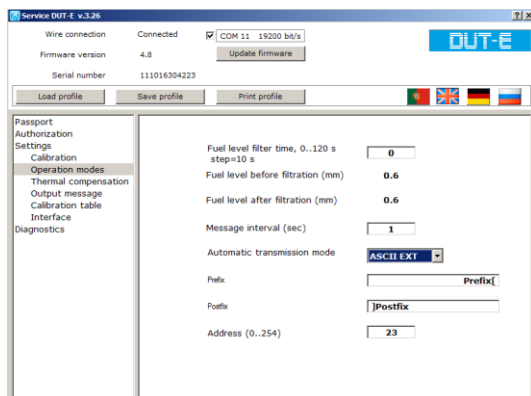 Service DUT-E v.3.26
Wire connection Connected COM 11 19200 bit/s
DUT-E
Firmware version 4.8 Update firmware
Serial number 111016304223
Load profile Save profile Print profile
Passport
Authorization
Settings
Calibration
Operation modes
Thermal compensation
Output message
Calibration table
Interface
Diagnostics
Fuel level filter time, 0..120 s
step=10 s 0
Fuel level before filtration (mm) 0.6
Fuel level after filtration (mm) 0.6
Message interval (sec) 1
Automatic transmission mode ASCII EXT
Prefix Prefix[
Postfix ]Postfix
Address (0..254) 23